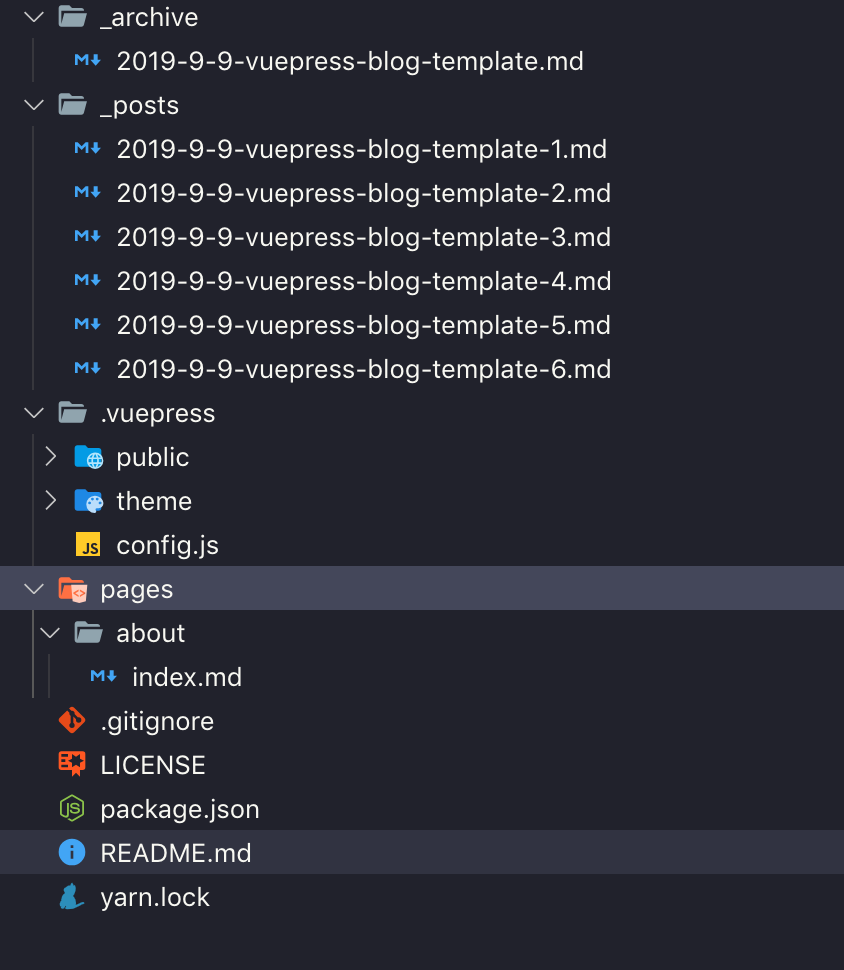 _archive
2019-9-9-vuepress-blog-template.md
_posts
2019-9-9-vuepress-blog-template-1.md
2019-9-9-vuepress-blog-template-2.md
2019-9-9-vuepress-blog-template-3.md
2019-9-9-vuepress-blog-template-4.md
2019-9-9-vuepress-blog-template-5.md
2019-9-9-vuepress-blog-template-6.md
.vuepress
public
theme
config.js
pages
about
index.md
.gitignore
LICENSE
package.json
README.md
yarn.lock